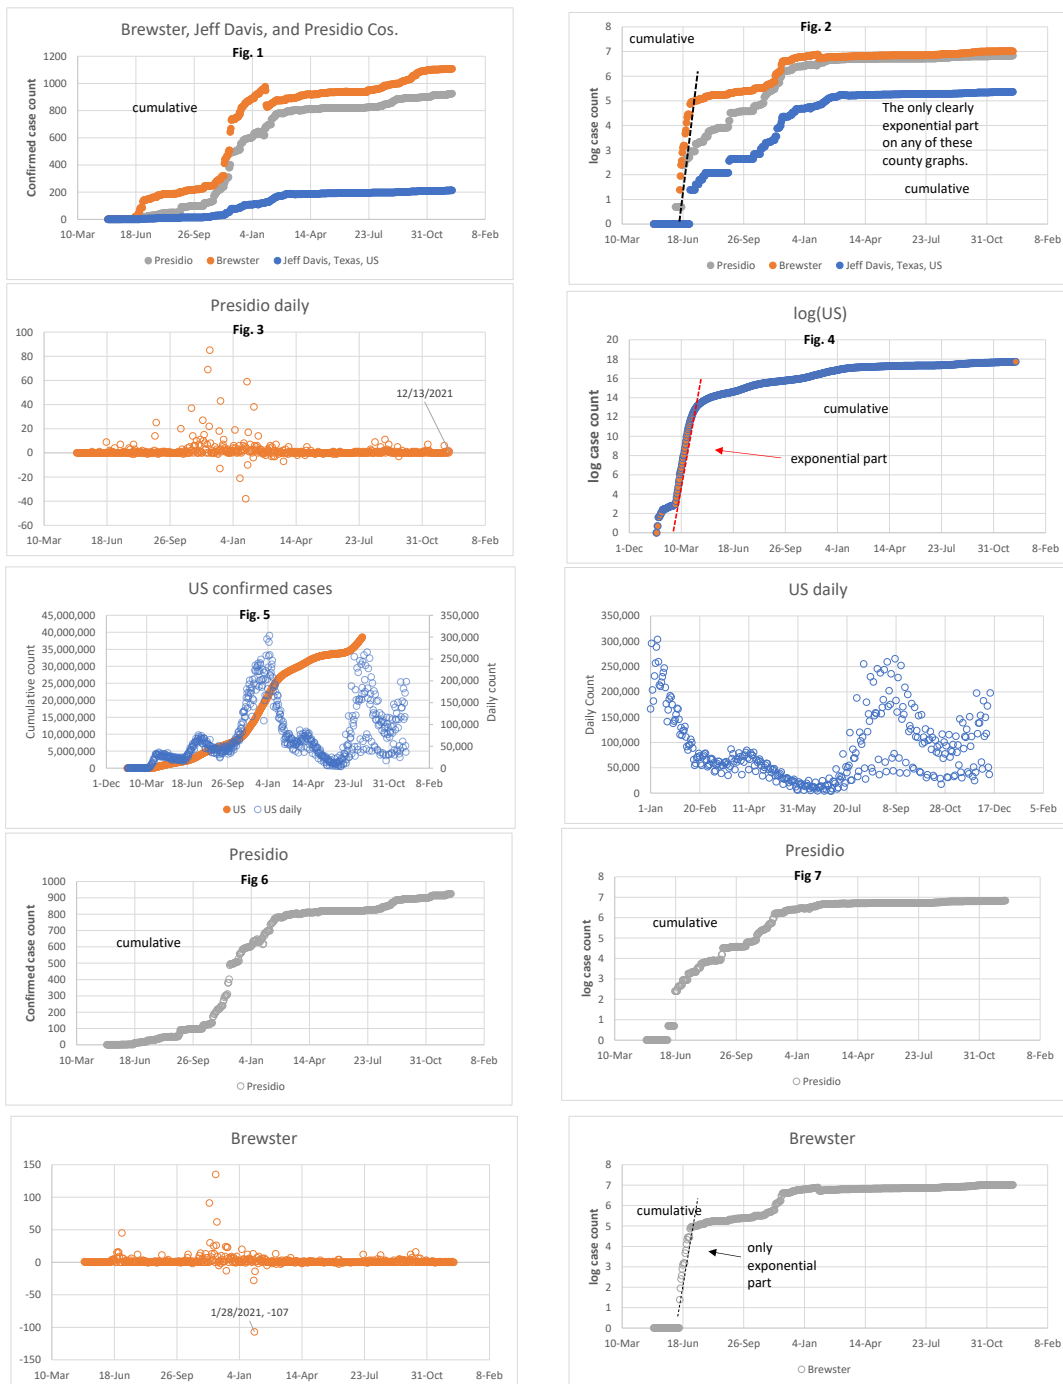 Brewster, Jeff Davis, and Presidio Cos.
Fig. 1
1200
1000
800
600
400
200
0
Confirmed case count
cumulative
10-Mar 18-Jun 26-Sep 4-Jan 14-Apr 23-Jul 31-Oct 8-Feb
Presidio Brewster Jeff Davis, Texas, US
Fig. 2
cumulative
8
7
6
5
4
3
2
1
0
log case count
The only clearly
exponential part
on any of these
county graphs.
cumulative
10-Mar 18-Jun 26-Sep 4-Jan 14-Apr 23-Jul 31-Oct 8-Feb
Presidio Brewster Jeff Davis, Texas, US
Presidio daily
Fig. 3
100
80
60
40
20
0
-20
-40
-60
12/13/2021
10-Mar 18-Jun 26-Sep 4-Jan 14-Apr 23-Jul 31-Oct 8-Feb
log(US)
Fig. 4
20
18
16
14
12
10
8
6
4
2
0
log case count
cumulative
exponential part
1-Dec 10-Mar 18-Jun 26-Sep 4-Jan 14-Apr 23-Jul 31-Oct 8-Feb
US confirmed cases
Fig. 5
45,000,000
40,000,000
35,000,000
30,000,000
25,000,000
20,000,000
15,000,000
10,000,000
5,000,000
0
Cumulative count
350,000
300,000
250,000
200,000
150,000
100,000
50,000
0
Daily count
1-Dec 10-Mar 18-Jun 26-Sep 4-Jan 14-Apr 23-Jul 31-Oct 8-Feb
US US daily
US daily
350,000
300,000
250,000
200,000
150,000
100,000
50,000
0
Daily Count
1-Jan 20-Feb 11-Apr 31-May 20-Jul 8-Sep 28-Oct 17-Dec 5-Feb
Presidio
Fig 6
1000
900
800
700
600
500
400
300
200
100
0
Confirmed case count
cumulative
10-Mar 18-Jun 26-Sep 4-Jan 14-Apr 23-Jul 31-Oct 8-Feb
Presidio
Presidio
Fig 7
8
7
6
5
4
3
2
1
0
log case count
cumulative
10-Mar 18-Jun 26-Sep 4-Jan 14-Apr 23-Jul 31-Oct 8-Feb
Presidio
Brewster
150
100
50
0
-50
-100
-150
1/28/2021, -107
10-Mar 18-Jun 26-Sep 4-Jan 14-Apr 23-Jul 31-Oct 8-Feb
Brewster
8
7
6
5
4
3
2
1
0
log case count
cumulative
only
exponential
part
10-Mar 18-Jun 26-Sep 4-Jan 14-Apr 23-Jul 31-Oct 8-Feb
Brewster